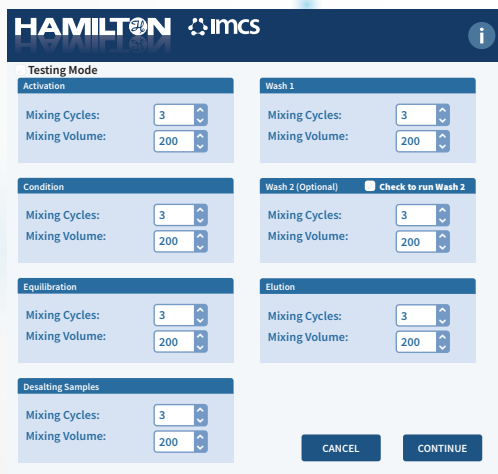 HAMILTON imcs
i
Testing Mode
Activation
Mixing Cycles: 3
Mixing Volume: 200
Wash 1
Mixing Cycles: 3
Mixing Volume: 200
Condition
Mixing Cycles: 3
Mixing Volume: 200
Wash 2 (Optional) Check to run Wash 2
Mixing Cycles: 3
Mixing Volume: 200
Equilibration
Mixing Cycles: 3
Mixing Volume: 200
Elution
Mixing Cycles: 3
Mixing Volume: 200
Desalting Samples
Mixing Cycles: 3
Mixing Volume: 200
CANCEL CONTINUE